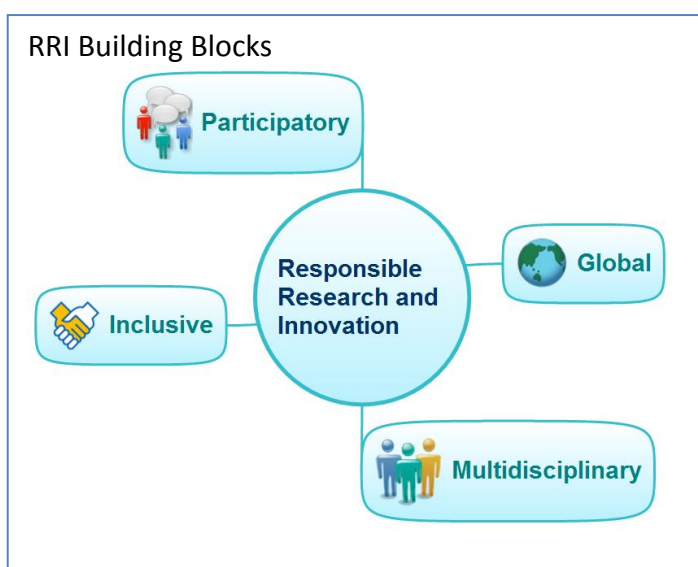 RRI Building Blocks
Participatory
Global
Responsible
Research and
Innovation
Inclusive
Multidisciplinary